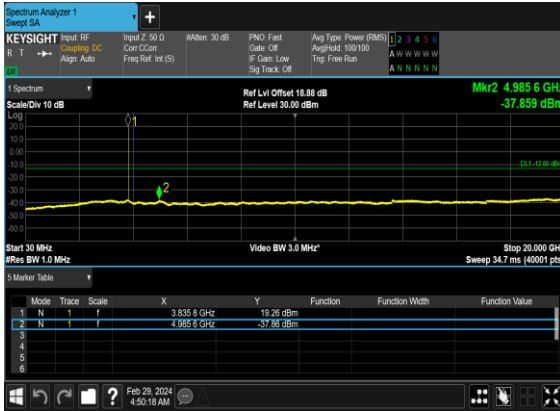 Spectrum Analyzer 1
Swept SA
KEYSIGHT
R T
Input: RF
Coupling: DC
Align: Auto
Input Z: 50 Ω
Corr CCorr
Freq Ref: Int (S)
#Atten: 30 dB
PNO: Fast
Gate: Off
IF Gain: Low
Sig Track: Off
Avg Type: Power (RMS)
Avg|Hold: 100/100
Trig: Free Run
1 2 3 4 5 6
A W W W W W
A N N N N N
1 Spectrum
Scale/Div 10 dB
Ref Lvl Offset 18.88 dB
Ref Level 30.00 dBm
Mkr2 4.985 6 GHz
-37.859 dBm
Log
20.0
10.0
0.00
-10.0
-20.0
-30.0
-40.0
-50.0
-60.0
1
2
DL1 -13.00 dBm
Start 30 MHz
#Res BW 1.0 MHz
Video BW 3.0 MHz*
Stop 20.000 GH
Sweep 34.7 ms (40001 pts
5 Marker Table
Mode Trace Scale X Y Function Function Width Function Value
1 N 1 f 3.835 8 GHz 19.26 dBm
2 N 1 f 4.985 6 GHz -37.86 dBm
3
4
5
6
?
Feb 29, 2024
4:50:18 AM